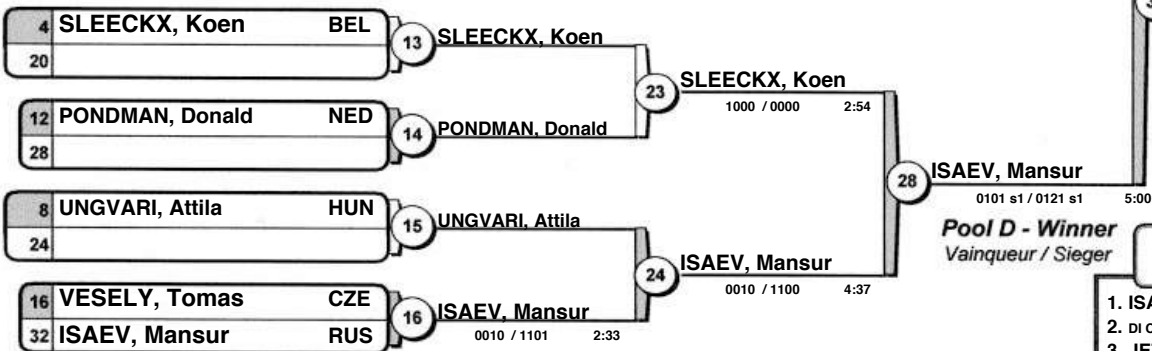 4 SLEECKX, Koen BEL
20
13 SLEECKX, Koen
12 PONDMAN, Donald NED
28
14 PONDMAN, Donald
23 SLEECKX, Koen
1000 / 0000 2:54
8 UNGVARI, Attila HUN
24
15 UNGVARI, Attila
16 VESELY, Tomas CZE
32 ISAEV, Mansur RUS
16 ISAEV, Mansur
0010 / 1101 2:33
24 ISAEV, Mansur
0010 / 1100 4:37
28 ISAEV, Mansur
0101 s1 / 0121 s1 5:00
Pool D - Winner
Vainqueur / Sieger
1.
2. DI
3.